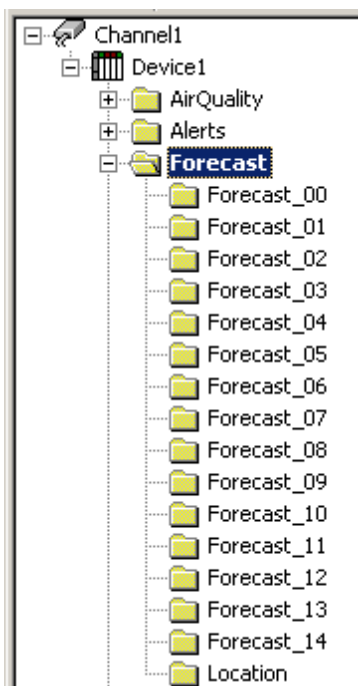 Channel1
Device1
AirQuality
Alerts
Forecast
Forecast_00
Forecast_01
Forecast_02
Forecast_03
Forecast_04
Forecast_05
Forecast_06
Forecast_07
Forecast_08
Forecast_09
Forecast_10
Forecast_11
Forecast_12
Forecast_13
Forecast_14
Location